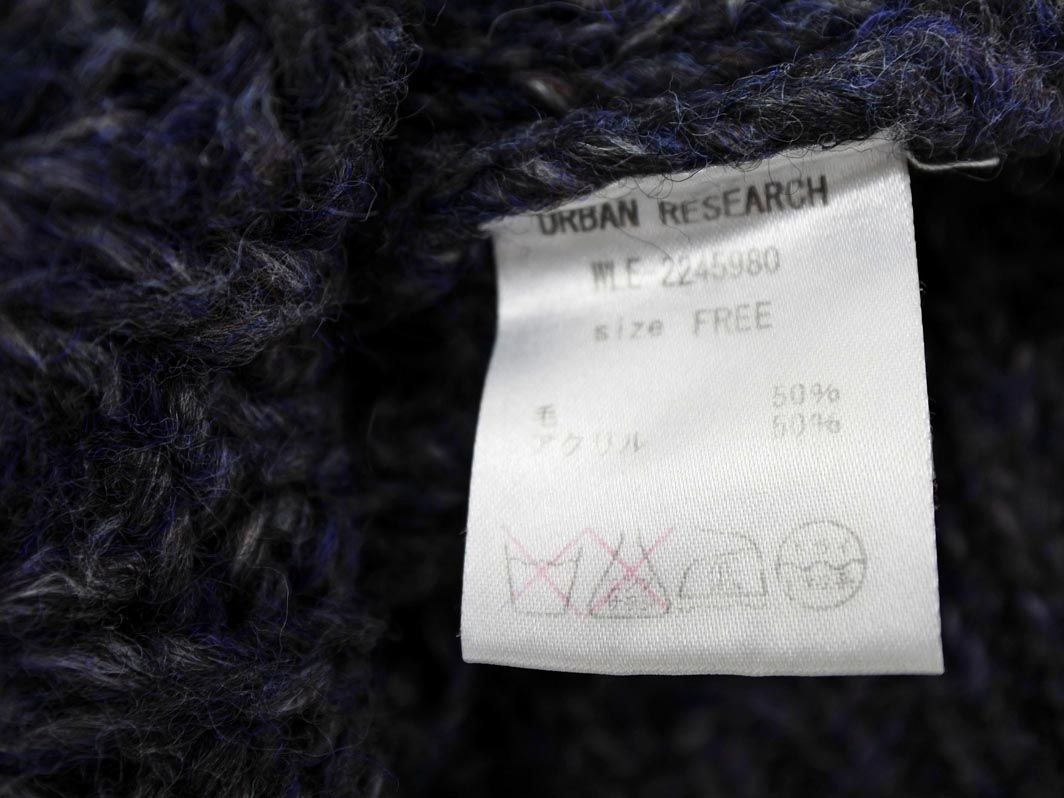 URBAN RESEARCH
WLE-2245980
size FREE
毛 50%
アクリル 50%